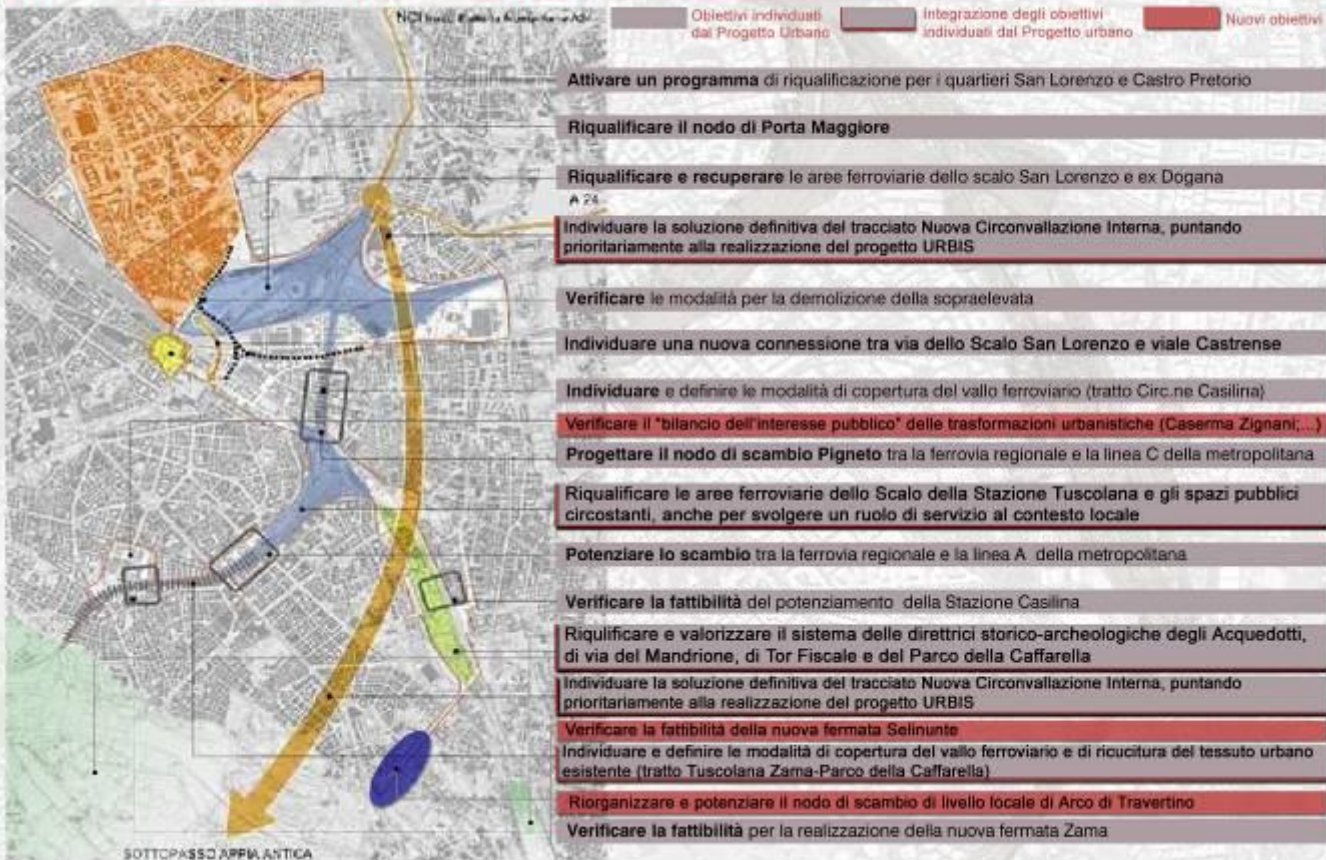 NCI
Obiettivi individuati
dal Progetto Urbano
Integrazione degli obiettivi
individuati dal Progetto urbano
Nuovi obiettivi
Attivare un programma di riqualificazione per i quartieri San Lorenzo e Castro Pretorio
Riqualificare il nodo di Porta Maggiore
Riqualificare e recuperare le aree ferroviarie dello scalo San Lorenzo e ex Dogana
A 24
Individuare la soluzione definitiva del tracciato Nuova Circonvallazione Interna, puntando
prioritariamente alla realizzazione del progetto URBIS
Verificare le modalità per la demolizione della sopraelevata
Individuare una nuova connessione tra via dello Scalo San Lorenzo e viale Castrense
Individuare e definire le modalità di copertura del vallo ferroviario (tratto Circ.ne Casilina)
Verificare il "bilancio dell'interesse pubblico" delle trasformazioni urbanistiche (Caserma Zignani;...)
Progettare il nodo di scambio Pigneto tra la ferrovia regionale e la linea C della metropolitana
Riqualificare le aree ferroviarie dello Scalo della Stazione Tuscolana e gli spazi pubblici
circostanti, anche per svolgere un ruolo di servizio al contesto locale
Potenziare lo scambio tra la ferrovia regionale e la linea A della metropolitana
Verificare la fattibilità del potenziamento della Stazione Casilina
Riqulificare e valorizzare il sistema delle direttrici storico-archeologiche degli Acquedotti,
di via del Mandrione, di Tor Fiscale e del Parco della Caffarella
Individuare la soluzione definitiva del tracciato Nuova Circonvallazione Interna, puntando
prioritariamente alla realizzazione del progetto URBIS
Verificare la fattibilità della nuova fermata Selinunte
Individuare e definire le modalità di copertura del vallo ferroviario e di ricucitura del tessuto urbano
esistente (tratto Tuscolana Zama-Parco della Caffarella)
Riorganizzare e potenziare il nodo di scambio di livello locale di Arco di Travertino
Verificare la fattibilità per la realizzazione della nuova fermata Zama
SOTTOPASSO APPIA ANTICA